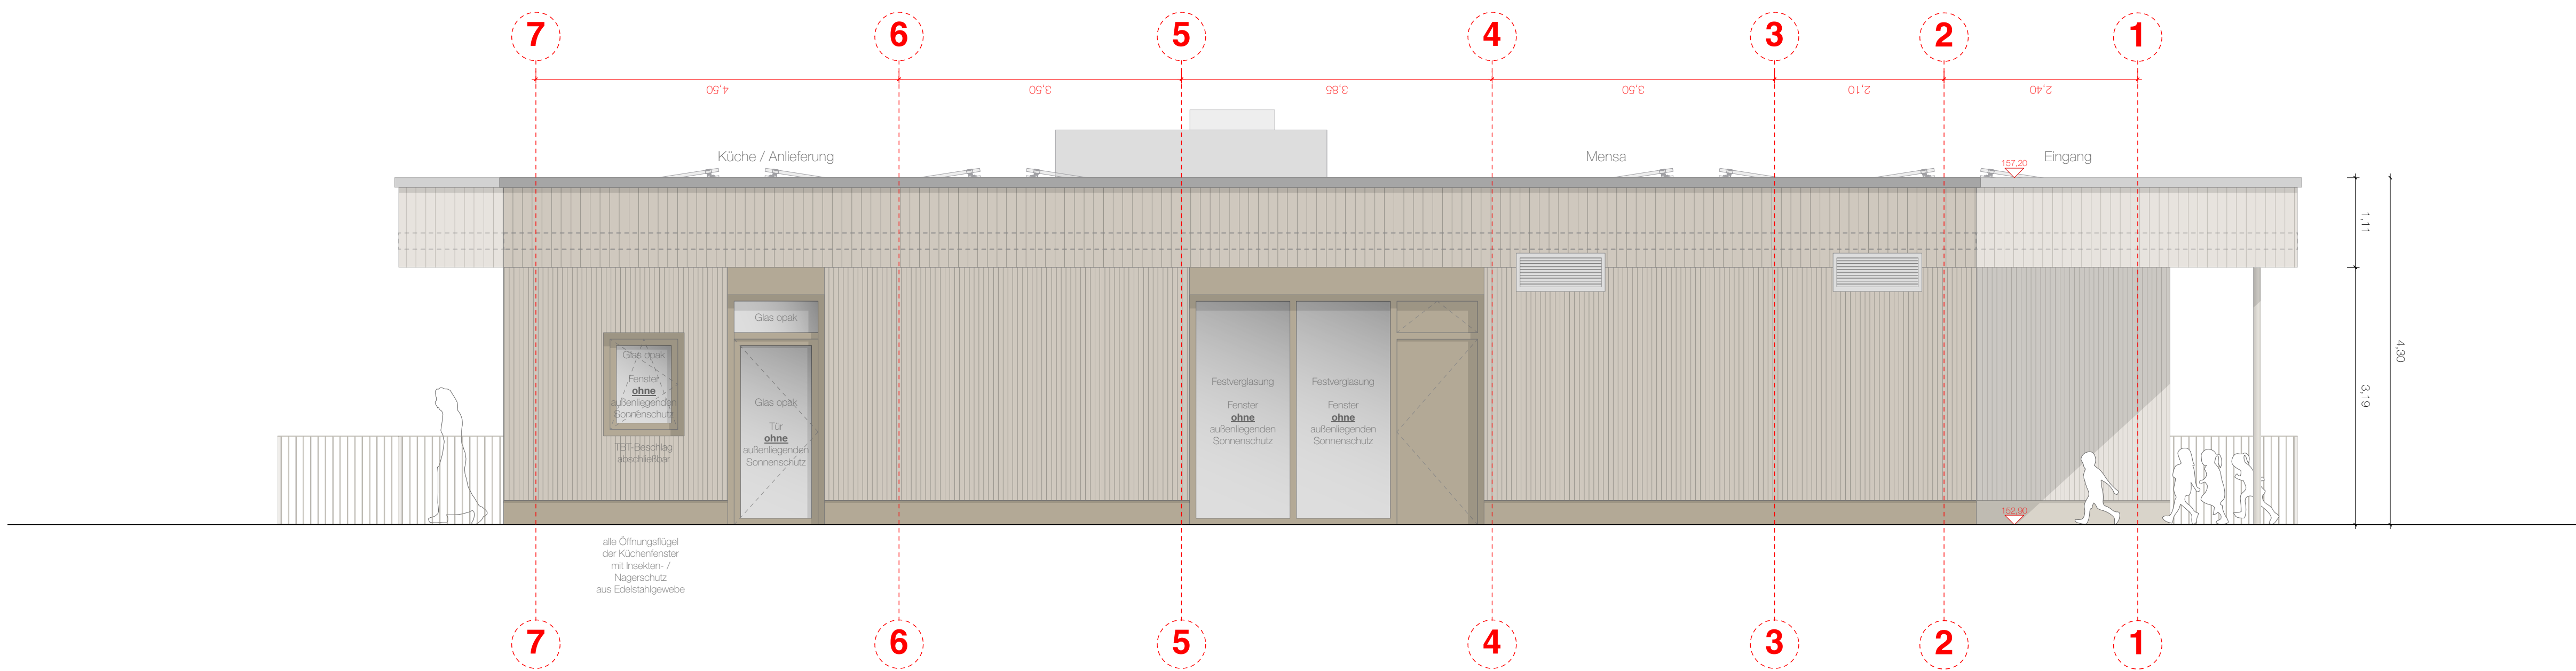 7
6
5
4
3
2
1
4,50
3,50
3,85
3,50
2,10
2,40
Küche / Anlieferung
Mensa
157,20
Eingang
1,11
4,30
3,19
Glas opak
Fenster
ohne
außenliegenden
Sonnenschutz
TBT-Beschlag
abschließbar
Glas opak
Glas opak
Tür
ohne
außenliegenden
Sonnenschutz
Festverglasung
Fenster
ohne
außenliegenden
Sonnenschutz
Festverglasung
Fenster
ohne
außenliegenden
Sonnenschutz
152,90
alle Öffnungsflügel
der Küchenfenster
mit Insekten- /
Nagerschutz
aus Edelstahlgewebe
7
6
5
4
3
2
1